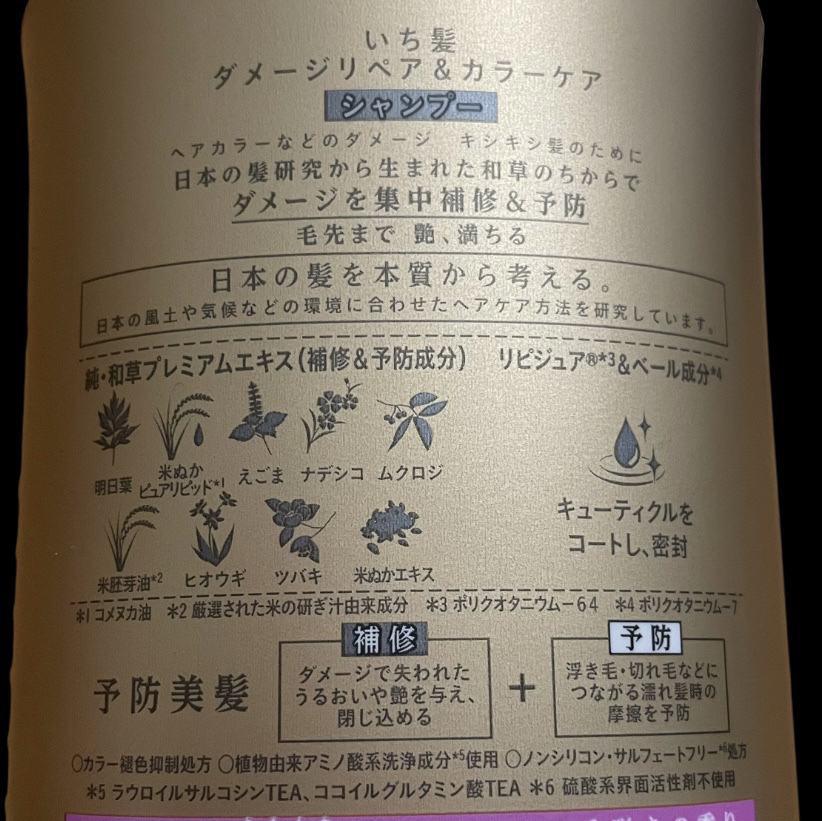 いち髪
ダメージリペア&カラーケア
シャンプー
ヘアカラーなどのダメージ キシキシ髪のために
日本の髪研究から生まれた和草のちからで
ダメージを集中補修&予防
毛先まで 艶、満ちる
日本の髪を本質から考える。
日本の風土や気候などの環境に合わせたヘアケア方法を研究しています。
純・和草プレミアムエキス(補修&予防成分) リピジュア®*3&ベール成分*4
明日葉 米ぬか えごま ナデシコ ムクロジ
ピュアリピッド*1
キューティクルを
コートし、密封
米胚芽油*2 ヒオウギ ツバキ 米ぬかエキス
*1 コメヌカ油 *2 厳選された米の研ぎ汁由来成分 *3 ポリクオタニウム-64 *4 ポリクオタニウム-7
予防美髪
補修
ダメージで失われた
うるおいや艶を与え、
閉じ込める
+
予防
浮き毛・切れ毛などに
つながる濡れ髪時の
摩擦を予防
○カラー褪色抑制処方 ○植物由来アミノ酸系洗浄成分*5使用 ○ノンシリコン・サルフェートフリー*6処方
*5 ラウロイルサルコシンTEA、ココイルグルタミン酸TEA *6 硫酸系界面活性剤不使用
の香り